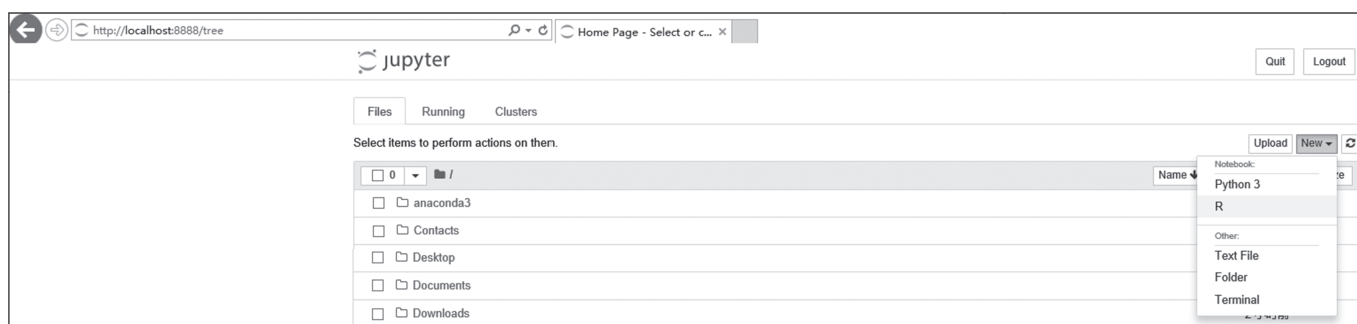 http://localhost:8888/tree
Home Page - Select or c... ×
jupyter
Quit Logout
Files Running Clusters
Select items to perform actions on them.
Upload New
0 /
Name
Notebook:
Python 3
R
Other:
Text File
Folder
Terminal
anaconda3
Contacts
Desktop
Documents
Downloads